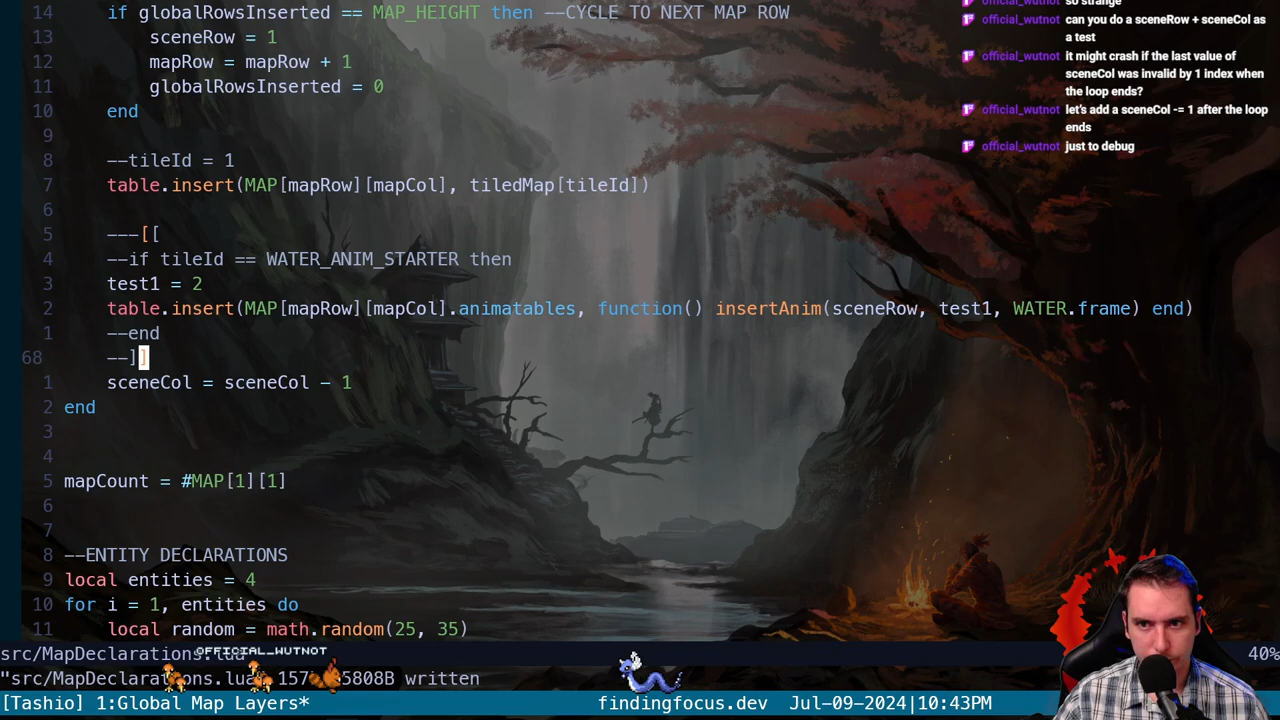 14 if globalRowsInserted == MAP_HEIGHT then --CYCLE TO NEXT MAP ROW
13 sceneRow = 1
12 mapRow = mapRow + 1
11 globalRowsInserted = 0
10 end
9
8 --tileId = 1
7 table.insert(MAP[mapRow][mapCol], tiledMap[tileId])
6
5 ---[[
4 --if tileId == WATER_ANIM_STARTER then
3 test1 = 2
2 table.insert(MAP[mapRow][mapCol].animatables, function() insertAnim(sceneRow, test1, WATER.frame) end)
1 --end
68 --]]
1 sceneCol = sceneCol - 1
2 end
3
4
5 mapCount = #MAP[1][1]
6
7
8 --ENTITY DECLARATIONS
9 local entities = 4
10 for i = 1, entities do
11 local random = math.random(25, 35)
so strange
official_wutnot can you do a sceneRow + sceneCol as
a test
official_wutnot it might crash if the last value of
sceneCol was invalid by 1 index when
the loop ends?
official_wutnot let's add a sceneCol -= 1 after the loop
ends
official_wutnot just to debug
src/MapDeclarations.lua 40%
OFFICIAL_WUTNOT
"src/MapDeclarations.lua 5808B written
[Tashio] 1:Global Map Layers* findingfocus.dev Jul-09-2024|10:43PM